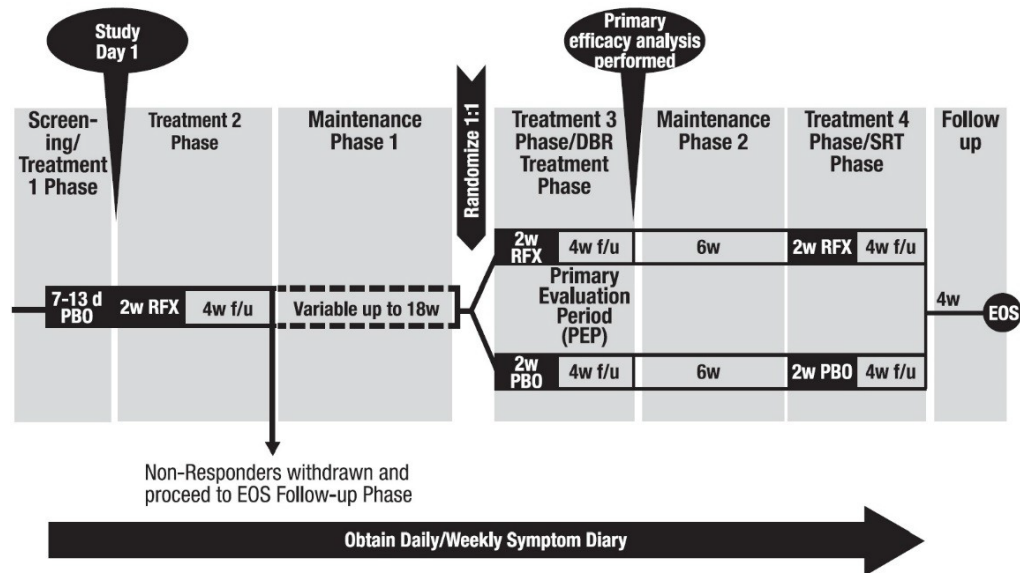 Study
Day 1
Primary
efficacy analysis
performed
Screen-
ing/
Treatment
1 Phase
Treatment 2
Phase
Maintenance
Phase 1
Randomize 1:1
Treatment 3
Phase/DBR
Treatment
Phase
Maintenance
Phase 2
Treatment 4
Phase/SRT
Phase
Follow
up
7-13 d
PBO
2w RFX
4w f/u
Variable up to 18w
2w
RFX
4w f/u
6w
2w RFX
4w f/u
Primary
Evaluation
Period
(PEP)
2w
PBO
4w f/u
6w
2w PBO
4w f/u
4w
EOS
Non-Responders withdrawn and
proceed to EOS Follow-up Phase
Obtain Daily/Weekly Symptom Diary